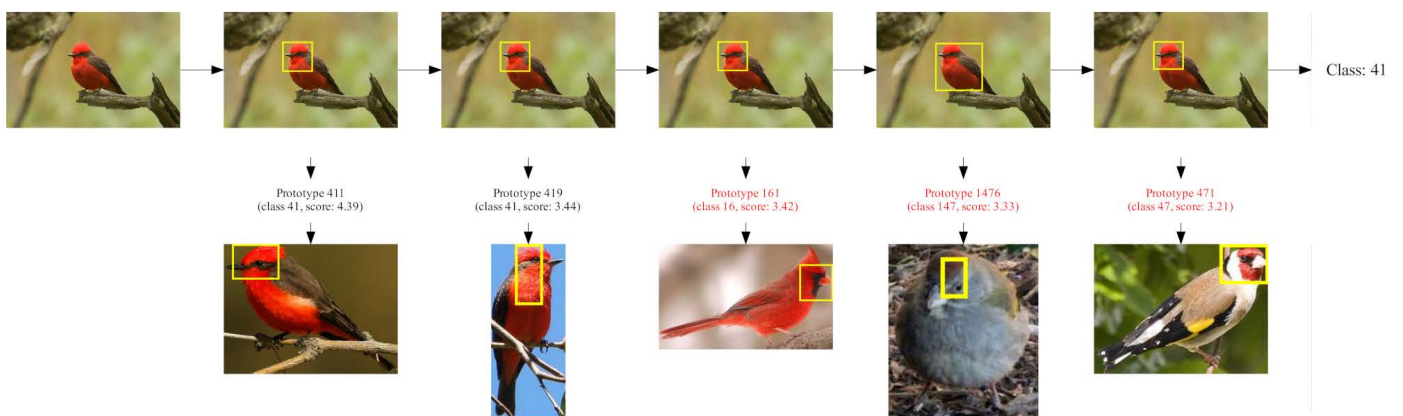 Class: 41
Prototype 411
(class 41, score: 4.39)
Prototype 419
(class 41, score: 3.44)
Prototype 161
(class 16, score: 3.42)
Prototype 1476
(class 147, score: 3.33)
Prototype 471
(class 47, score: 3.21)